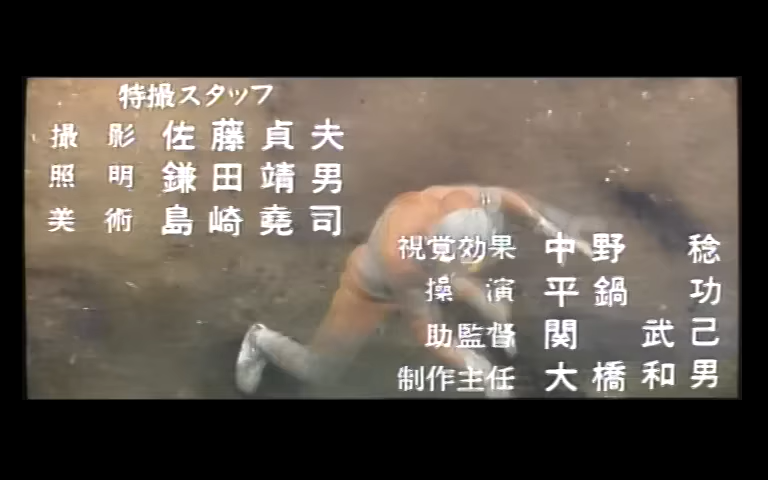 特撮スタッフ
撮影 佐藤貞夫
照明 鎌田靖男
美術 島崎堯司
視覚効果 中野 稔
操演 平鍋 功
助監督 関 武己
制作主任 大橋和男